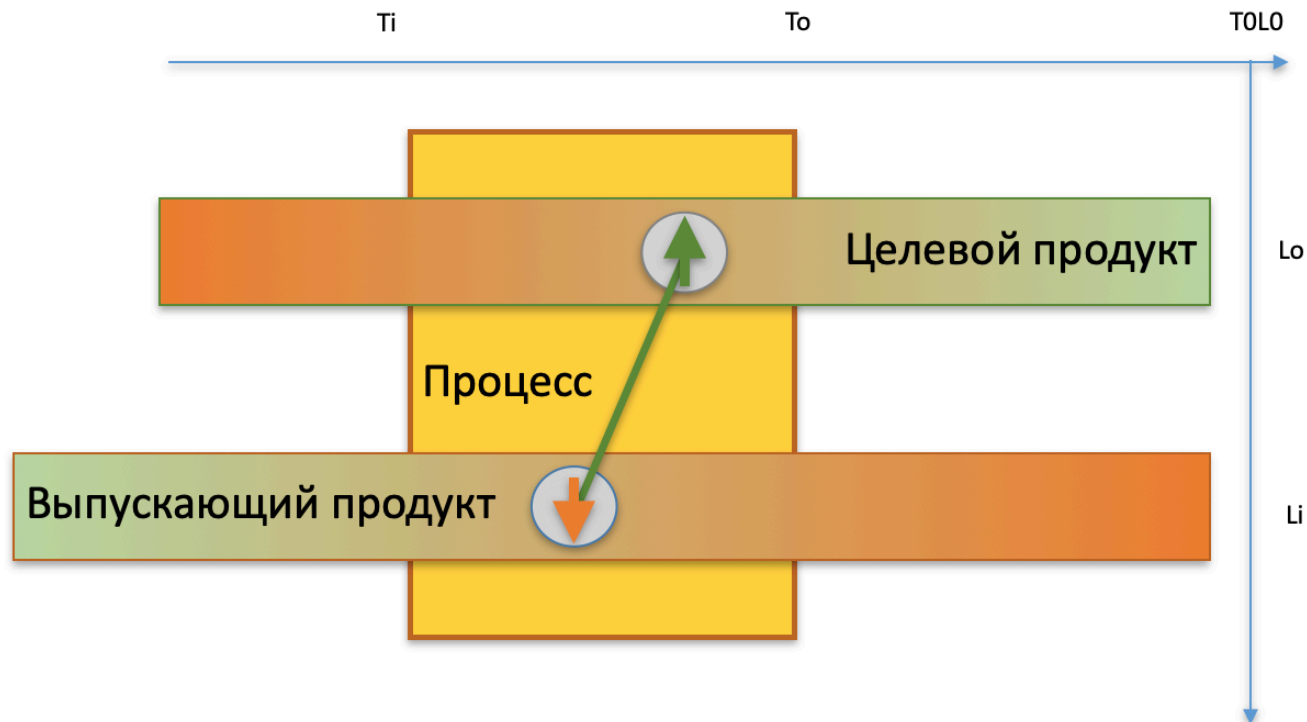 Ti
To
T0L0
Целевой продукт
Lo
Процесс
Выпускающий продукт
Li